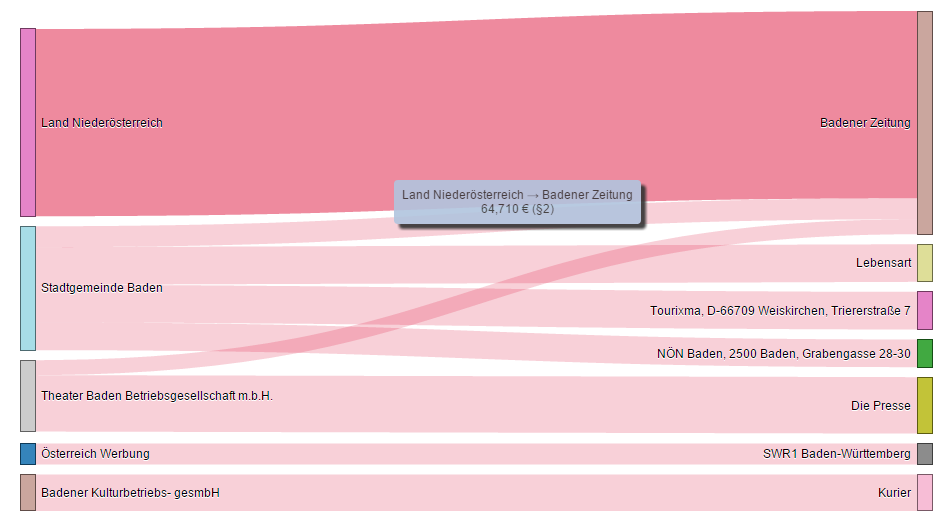 Land Niederösterreich
Badener Zeitung
Land Niederösterreich → Badener Zeitung
64,710 € (§2)
Stadtgemeinde Baden
Lebensart
Tourixma, D-66709 Weiskirchen, Triererstraße 7
NÖN Baden, 2500 Baden, Grabengasse 28-30
Theater Baden Betriebsgesellschaft m.b.H.
Die Presse
Österreich Werbung
SWR1 Baden-Württemberg
Badener Kulturbetriebs- gesmbH
Kurier